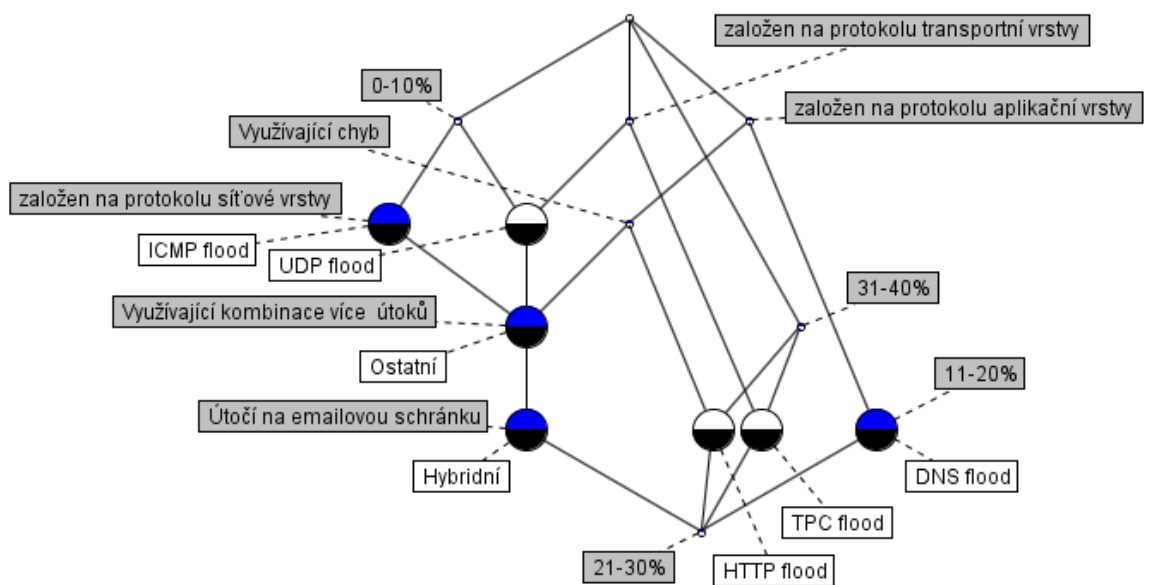 založen na protokolu transportní vrstvy
0-10%
založen na protokolu aplikační vrstvy
Využívající chyb
založen na protokolu síťové vrstvy
ICMP flood
UDP flood
31-40%
Využívající kombinace více útoků
Ostatní
11-20%
Útočí na emailovou schránku
Hybridní
DNS flood
TPC flood
21-30%
HTTP flood